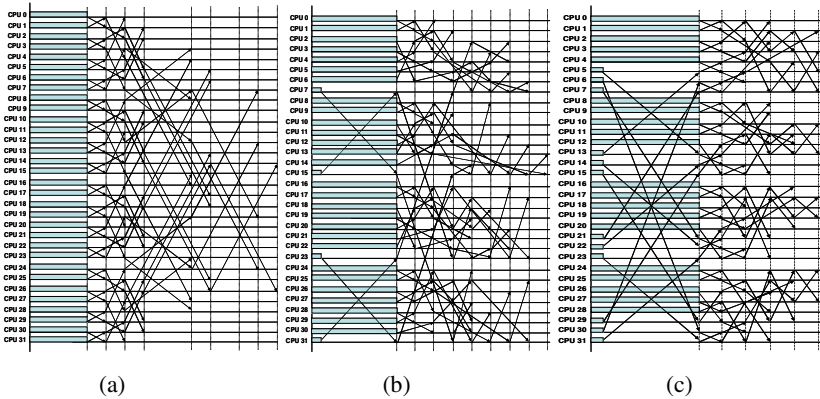 CPU 0
CPU 1
CPU 2
CPU 3
CPU 4
CPU 5
CPU 6
CPU 7
CPU 8
CPU 9
CPU 10
CPU 11
CPU 12
CPU 13
CPU 14
CPU 15
CPU 16
CPU 17
CPU 18
CPU 19
CPU 20
CPU 21
CPU 22
CPU 23
CPU 24
CPU 25
CPU 26
CPU 27
CPU 28
CPU 29
CPU 30
CPU 31
(a)
CPU 0
CPU 1
CPU 2
CPU 3
CPU 4
CPU 5
CPU 6
CPU 7
CPU 8
CPU 9
CPU 10
CPU 11
CPU 12
CPU 13
CPU 14
CPU 15
CPU 16
CPU 17
CPU 18
CPU 19
CPU 20
CPU 21
CPU 22
CPU 23
CPU 24
CPU 25
CPU 26
CPU 27
CPU 28
CPU 29
CPU 30
CPU 31
(b)
CPU 0
CPU 1
CPU 2
CPU 3
CPU 4
CPU 5
CPU 6
CPU 7
CPU 8
CPU 9
CPU 10
CPU 11
CPU 12
CPU 13
CPU 14
CPU 15
CPU 16
CPU 17
CPU 18
CPU 19
CPU 20
CPU 21
CPU 22
CPU 23
CPU 24
CPU 25
CPU 26
CPU 27
CPU 28
CPU 29
CPU 30
CPU 31
(c)